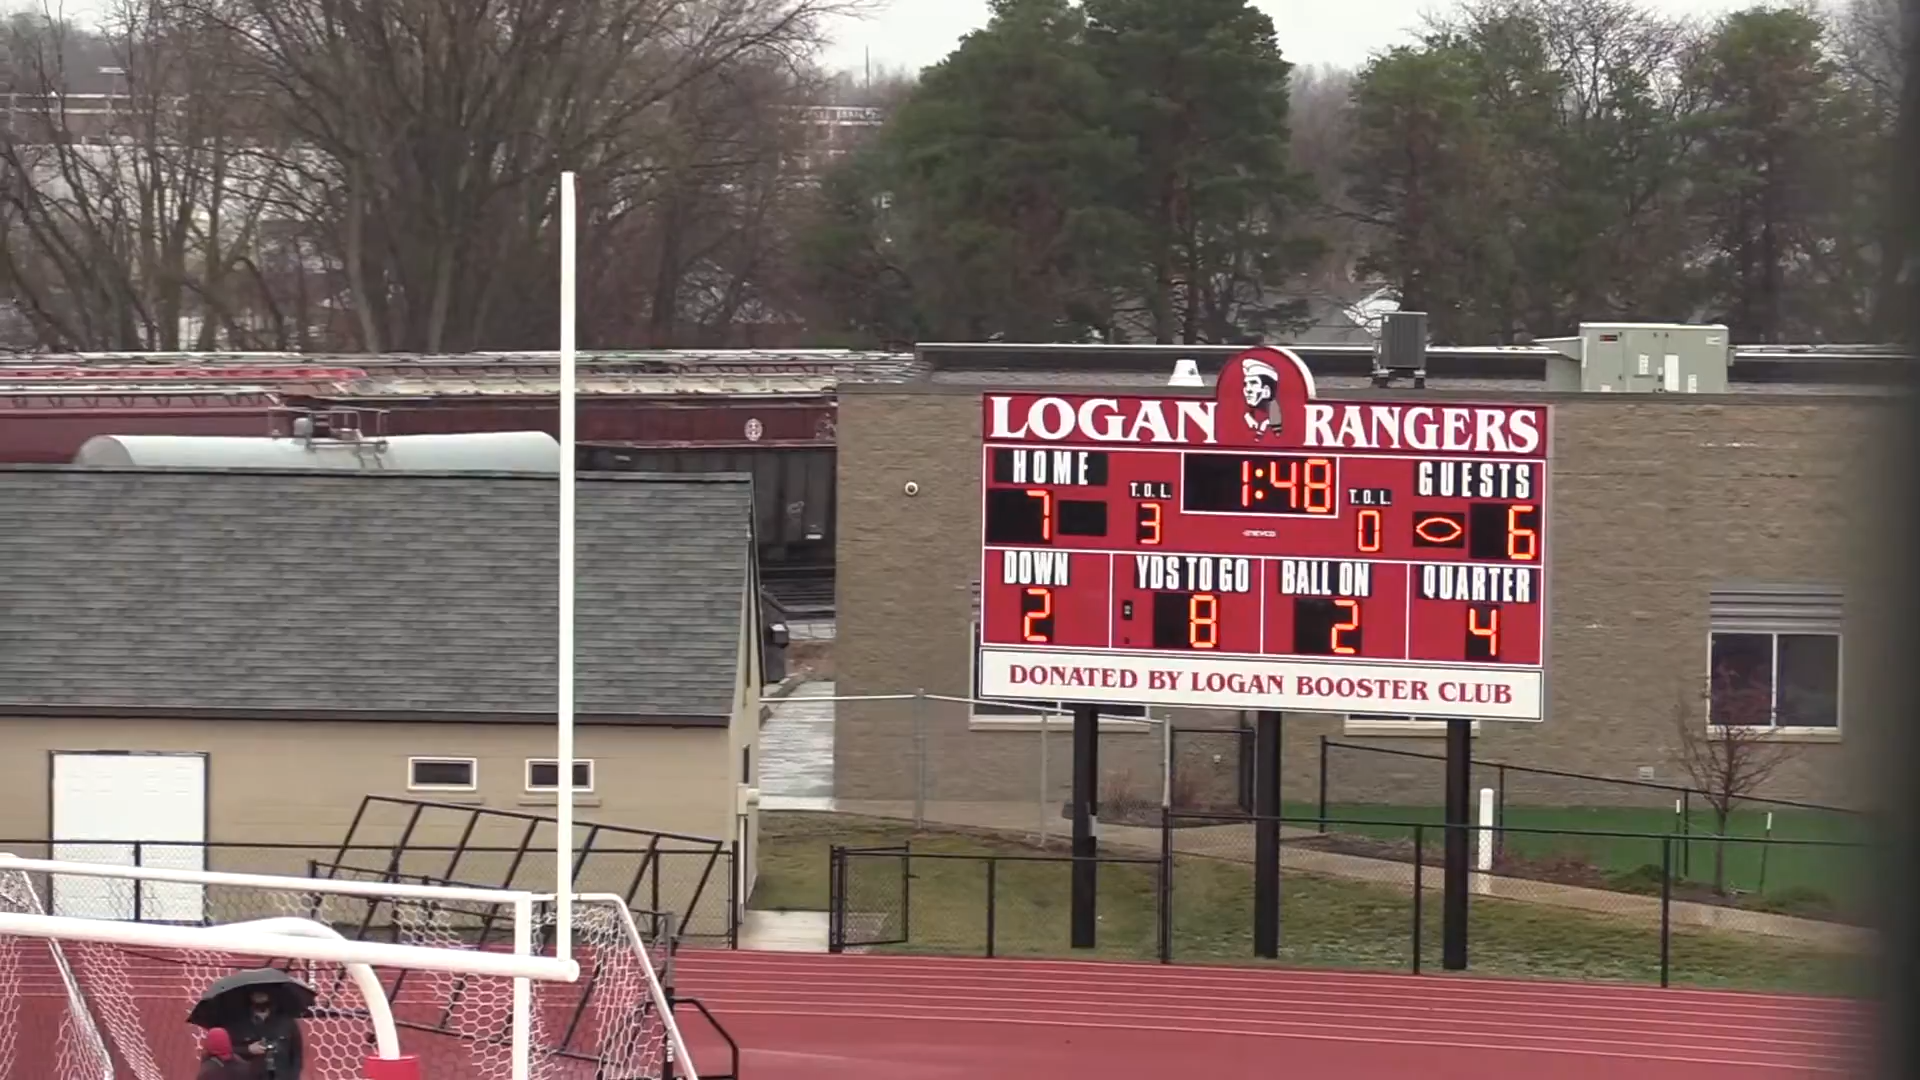 LOGAN RANGERS
HOME 1:48 GUESTS
T.O.L. T.O.L.
7 3 0 6
DOWN YDS TO GO BALL ON QUARTER
2 8 2 4
DONATED BY LOGAN BOOSTER CLUB